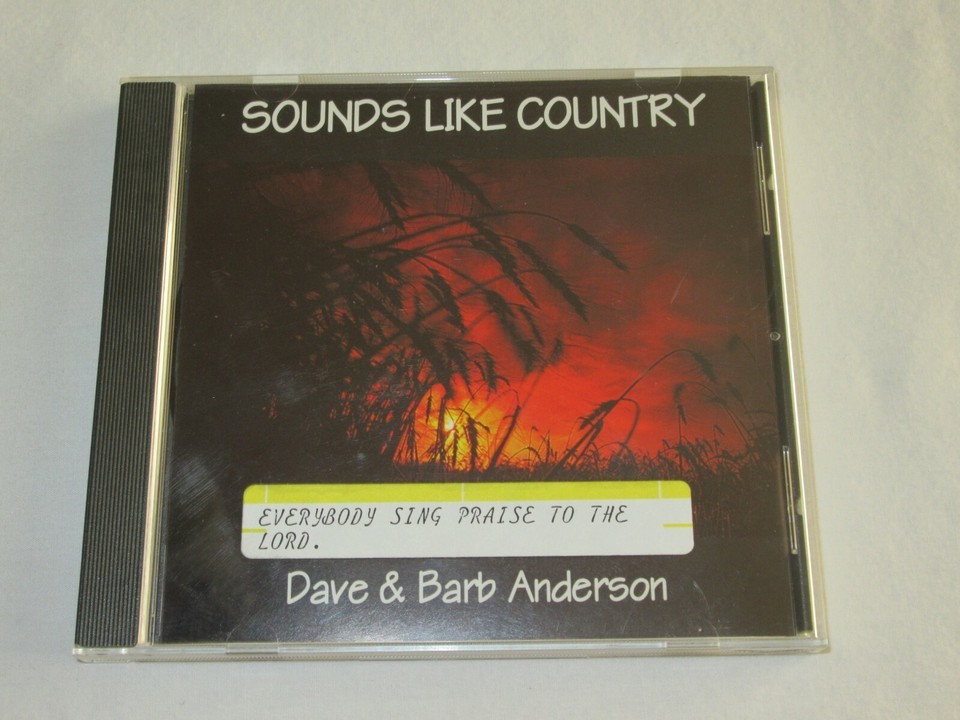 SOUNDS LIKE COUNTRY
EVERYBODY SING PRAISE TO THE
LORD.
Dave & Barb Anderson